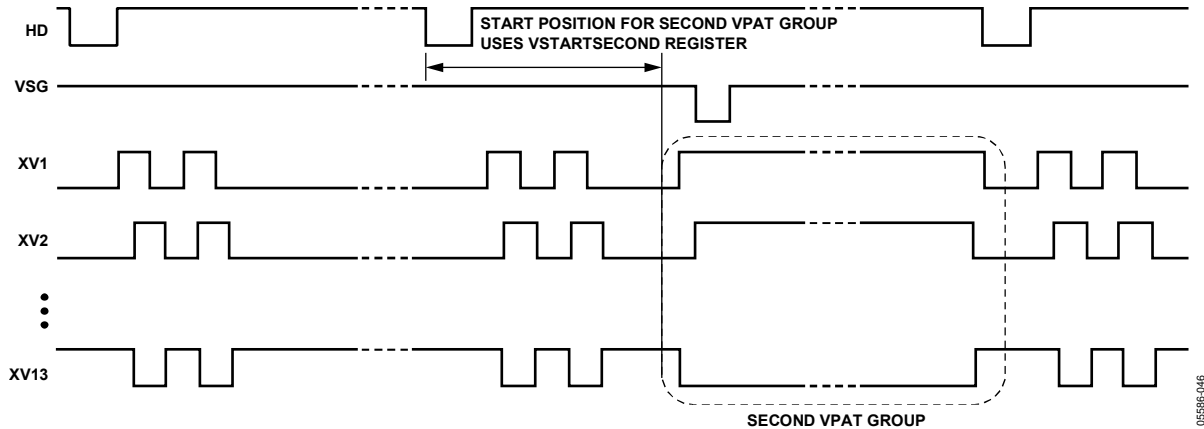 HD
START POSITION FOR SECOND VPAT GROUP
USES VSTARTSECOND REGISTER
VSG
XV1
XV2
XV13
SECOND VPAT GROUP
05586-046